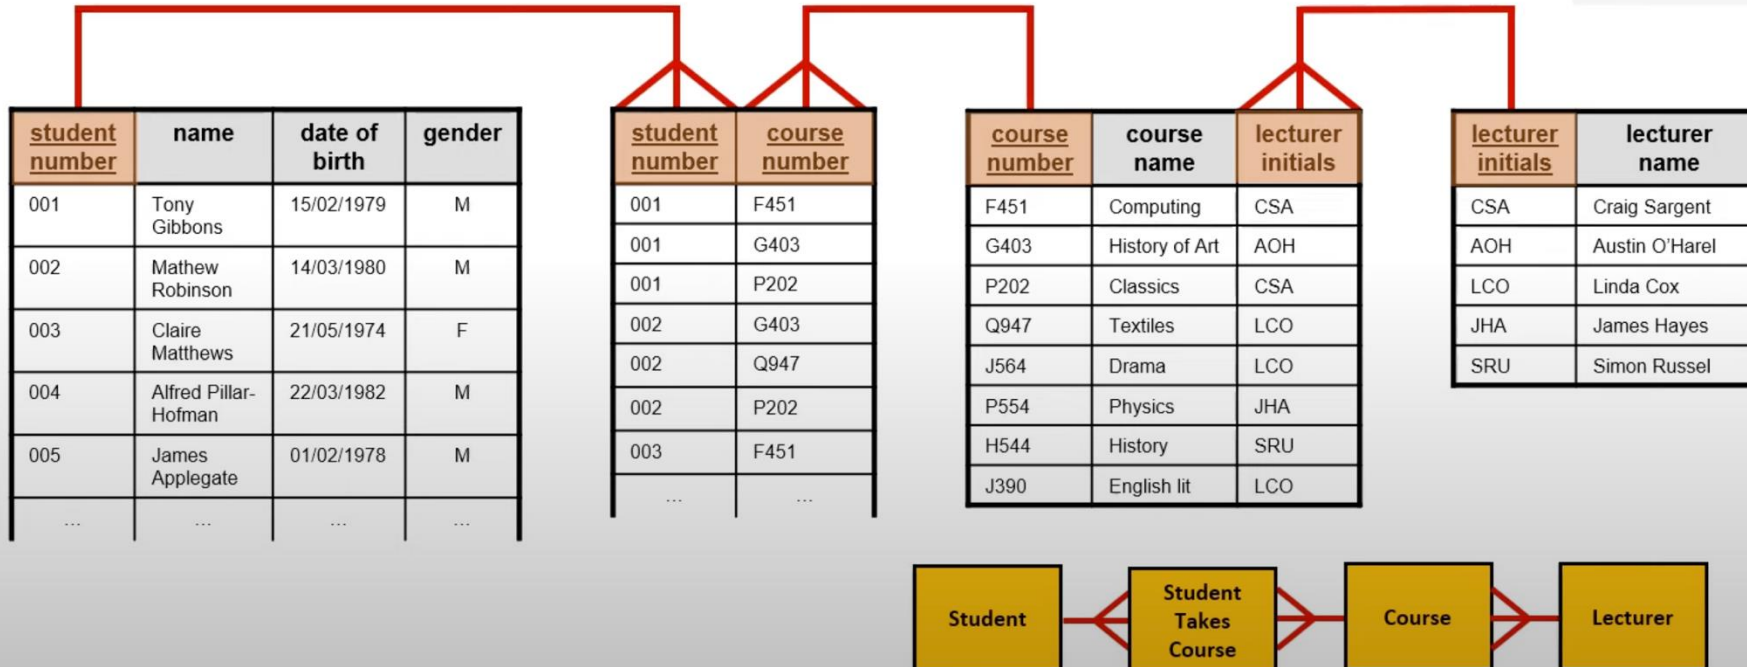 student number name date of birth gender
001 Tony Gibbons 15/02/1979 M
002 Mathew Robinson 14/03/1980 M
003 Claire Matthews 21/05/1974 F
004 Alfred Pillar-Hofman 22/03/1982 M
005 James Applegate 01/02/1978 M
... ... ... ...
student number course number
001 F451
001 G403
001 P202
002 G403
002 Q947
002 P202
003 F451
... ...
course number course name lecturer initials
F451 Computing CSA
G403 History of Art AOH
P202 Classics CSA
Q947 Textiles LCO
J564 Drama LCO
P554 Physics JHA
H544 History SRU
J390 English lit LCO
lecturer initials lecturer name
CSA Craig Sargent
AOH Austin O'Harel
LCO Linda Cox
JHA James Hayes
SRU Simon Russel
Student
Student
Takes
Course
Course
Lecturer